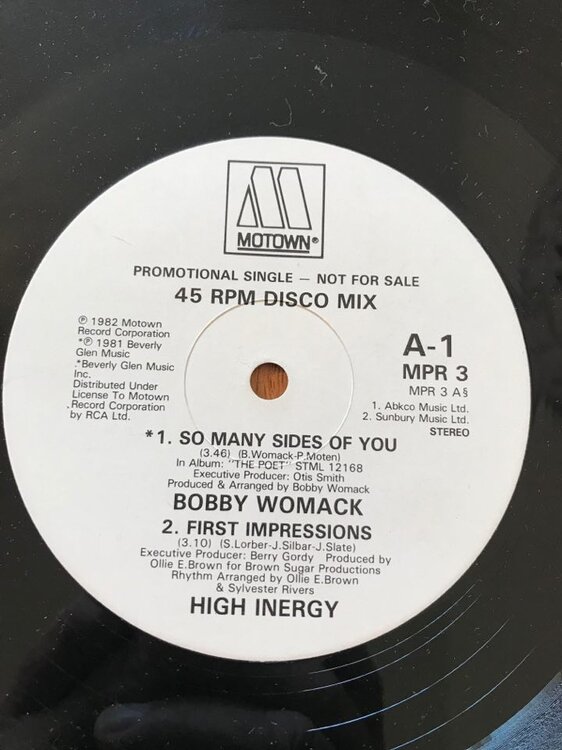 MOTOWN®
PROMOTIONAL SINGLE — NOT FOR SALE
45 RPM DISCO MIX
℗ 1982 Motown
Record Corporation
*℗ 1981 Beverly
Glen Music
*Beverly Glen Music
Inc.
Distributed Under
License To Motown
Record Corporation
by RCA Ltd.
A-1
MPR 3
MPR 3 A§
1. Abkco Music Ltd.
2. Sunbury Music Ltd.
STEREO
*1. SO MANY SIDES OF YOU
(3.46) (B.Womack-P.Moten)
In Album: "THE POET" STML 12168
Executive Producer: Otis Smith
Produced & Arranged by Bobby Womack
BOBBY WOMACK
2. FIRST IMPRESSIONS
(3.10) (S.Lorber-J.Silbar-J.Slate)
Executive Producer: Berry Gordy Produced by
Ollie E.Brown for Brown Sugar Productions
Rhythm Arranged by Ollie E.Brown
& Sylvester Rivers
HIGH INERGY